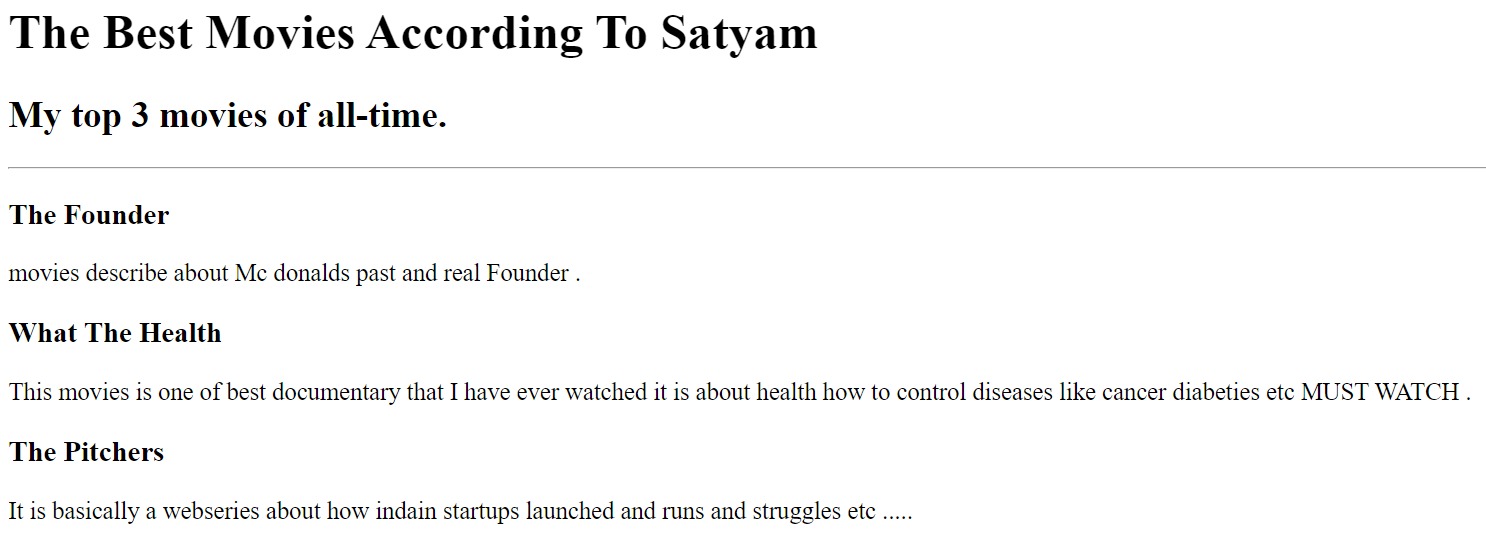 The Best Movies According To Satyam
My top 3 movies of all-time.
The Founder
movies describe about Mc donalds past and real Founder .
What The Health
This movies is one of best documentary that I have ever watched it is about health how to control diseases like cancer diabeties etc MUST WATCH .
The Pitchers
It is basically a webseries about how indain startups launched and runs and struggles etc .....